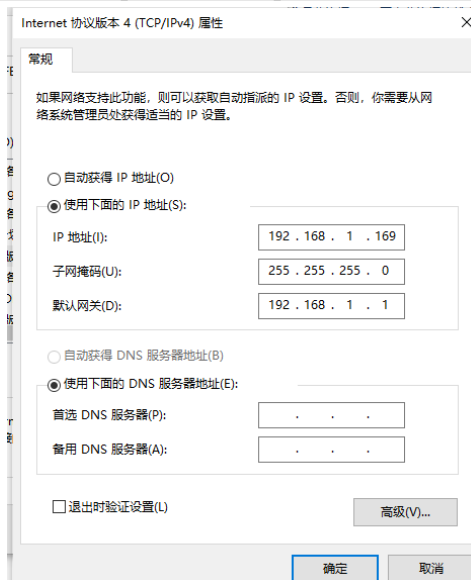 Internet 协议版本 4 (TCP/IPv4) 属性
常规
如果网络支持此功能，则可以获取自动指派的 IP 设置。否则，你需要从网
络系统管理员处获得适当的 IP 设置。
自动获得 IP 地址(O)
使用下面的 IP 地址(S):
IP 地址(I): 192 . 168 . 1 . 169
子网掩码(U): 255 . 255 . 255 . 0
默认网关(D): 192 . 168 . 1 . 1
自动获得 DNS 服务器地址(B)
使用下面的 DNS 服务器地址(E):
首选 DNS 服务器(P): . . .
备用 DNS 服务器(A): . . .
退出时验证设置(L)
高级(V)...
确定 取消